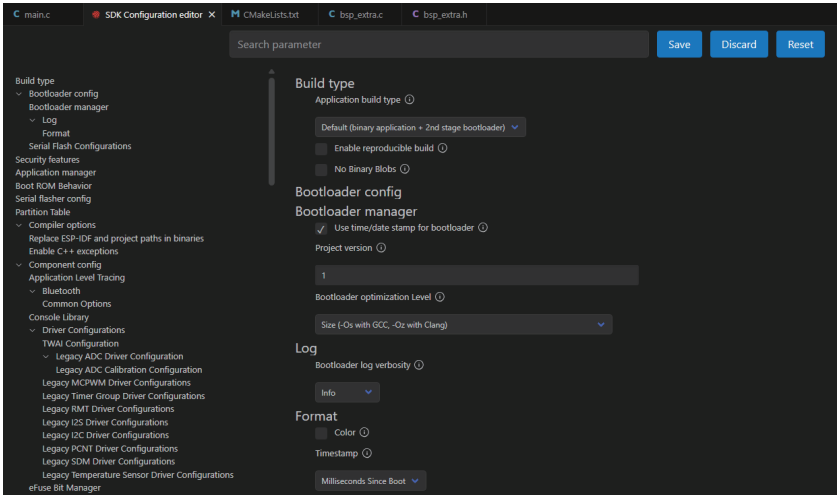 main.c
SDK Configuration editor
CMakeLists.txt
bsp_extra.c
bsp_extra.h
Search parameter
Save
Discard
Reset
Build type
Bootloader config
Bootloader manager
Log
Format
Serial Flash Configurations
Security features
Application manager
Boot ROM Behavior
Serial flasher config
Partition Table
Compiler options
Replace ESP-IDF and project paths in binaries
Enable C++ exceptions
Component config
Application Level Tracing
Bluetooth
Common Options
Console Library
Driver Configurations
TWAI Configuration
Legacy ADC Driver Configuration
Legacy ADC Calibration Configuration
Legacy MCPWM Driver Configurations
Legacy Timer Group Driver Configurations
Legacy RMT Driver Configurations
Legacy I2S Driver Configurations
Legacy I2C Driver Configurations
Legacy PCNT Driver Configurations
Legacy SDM Driver Configurations
Legacy Temperature Sensor Driver Configurations
eFuse Bit Manager
Build type
Application build type
Default (binary application + 2nd stage bootloader)
Enable reproducible build
No Binary Blobs
Bootloader config
Bootloader manager
Use time/date stamp for bootloader
Project version
1
Bootloader optimization Level
Size (-Os with GCC, -Oz with Clang)
Log
Bootloader log verbosity
Info
Format
Color
Timestamp
Milliseconds Since Boot